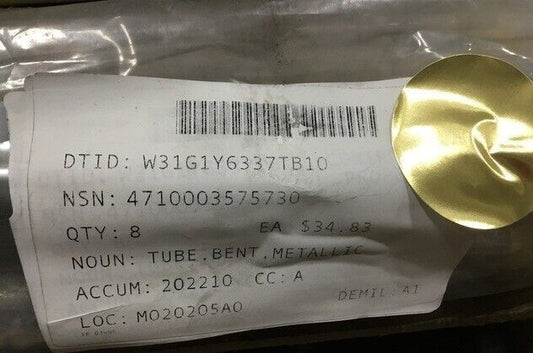 DTID: W31G1Y6337TB10
NSN: 4710003575730
QTY: 8 EA $34.83
NOUN: TUBE,BENT,METALLIC
ACCUM: 202210 CC: A
LOC: MO20205A0 DEMIL: A1